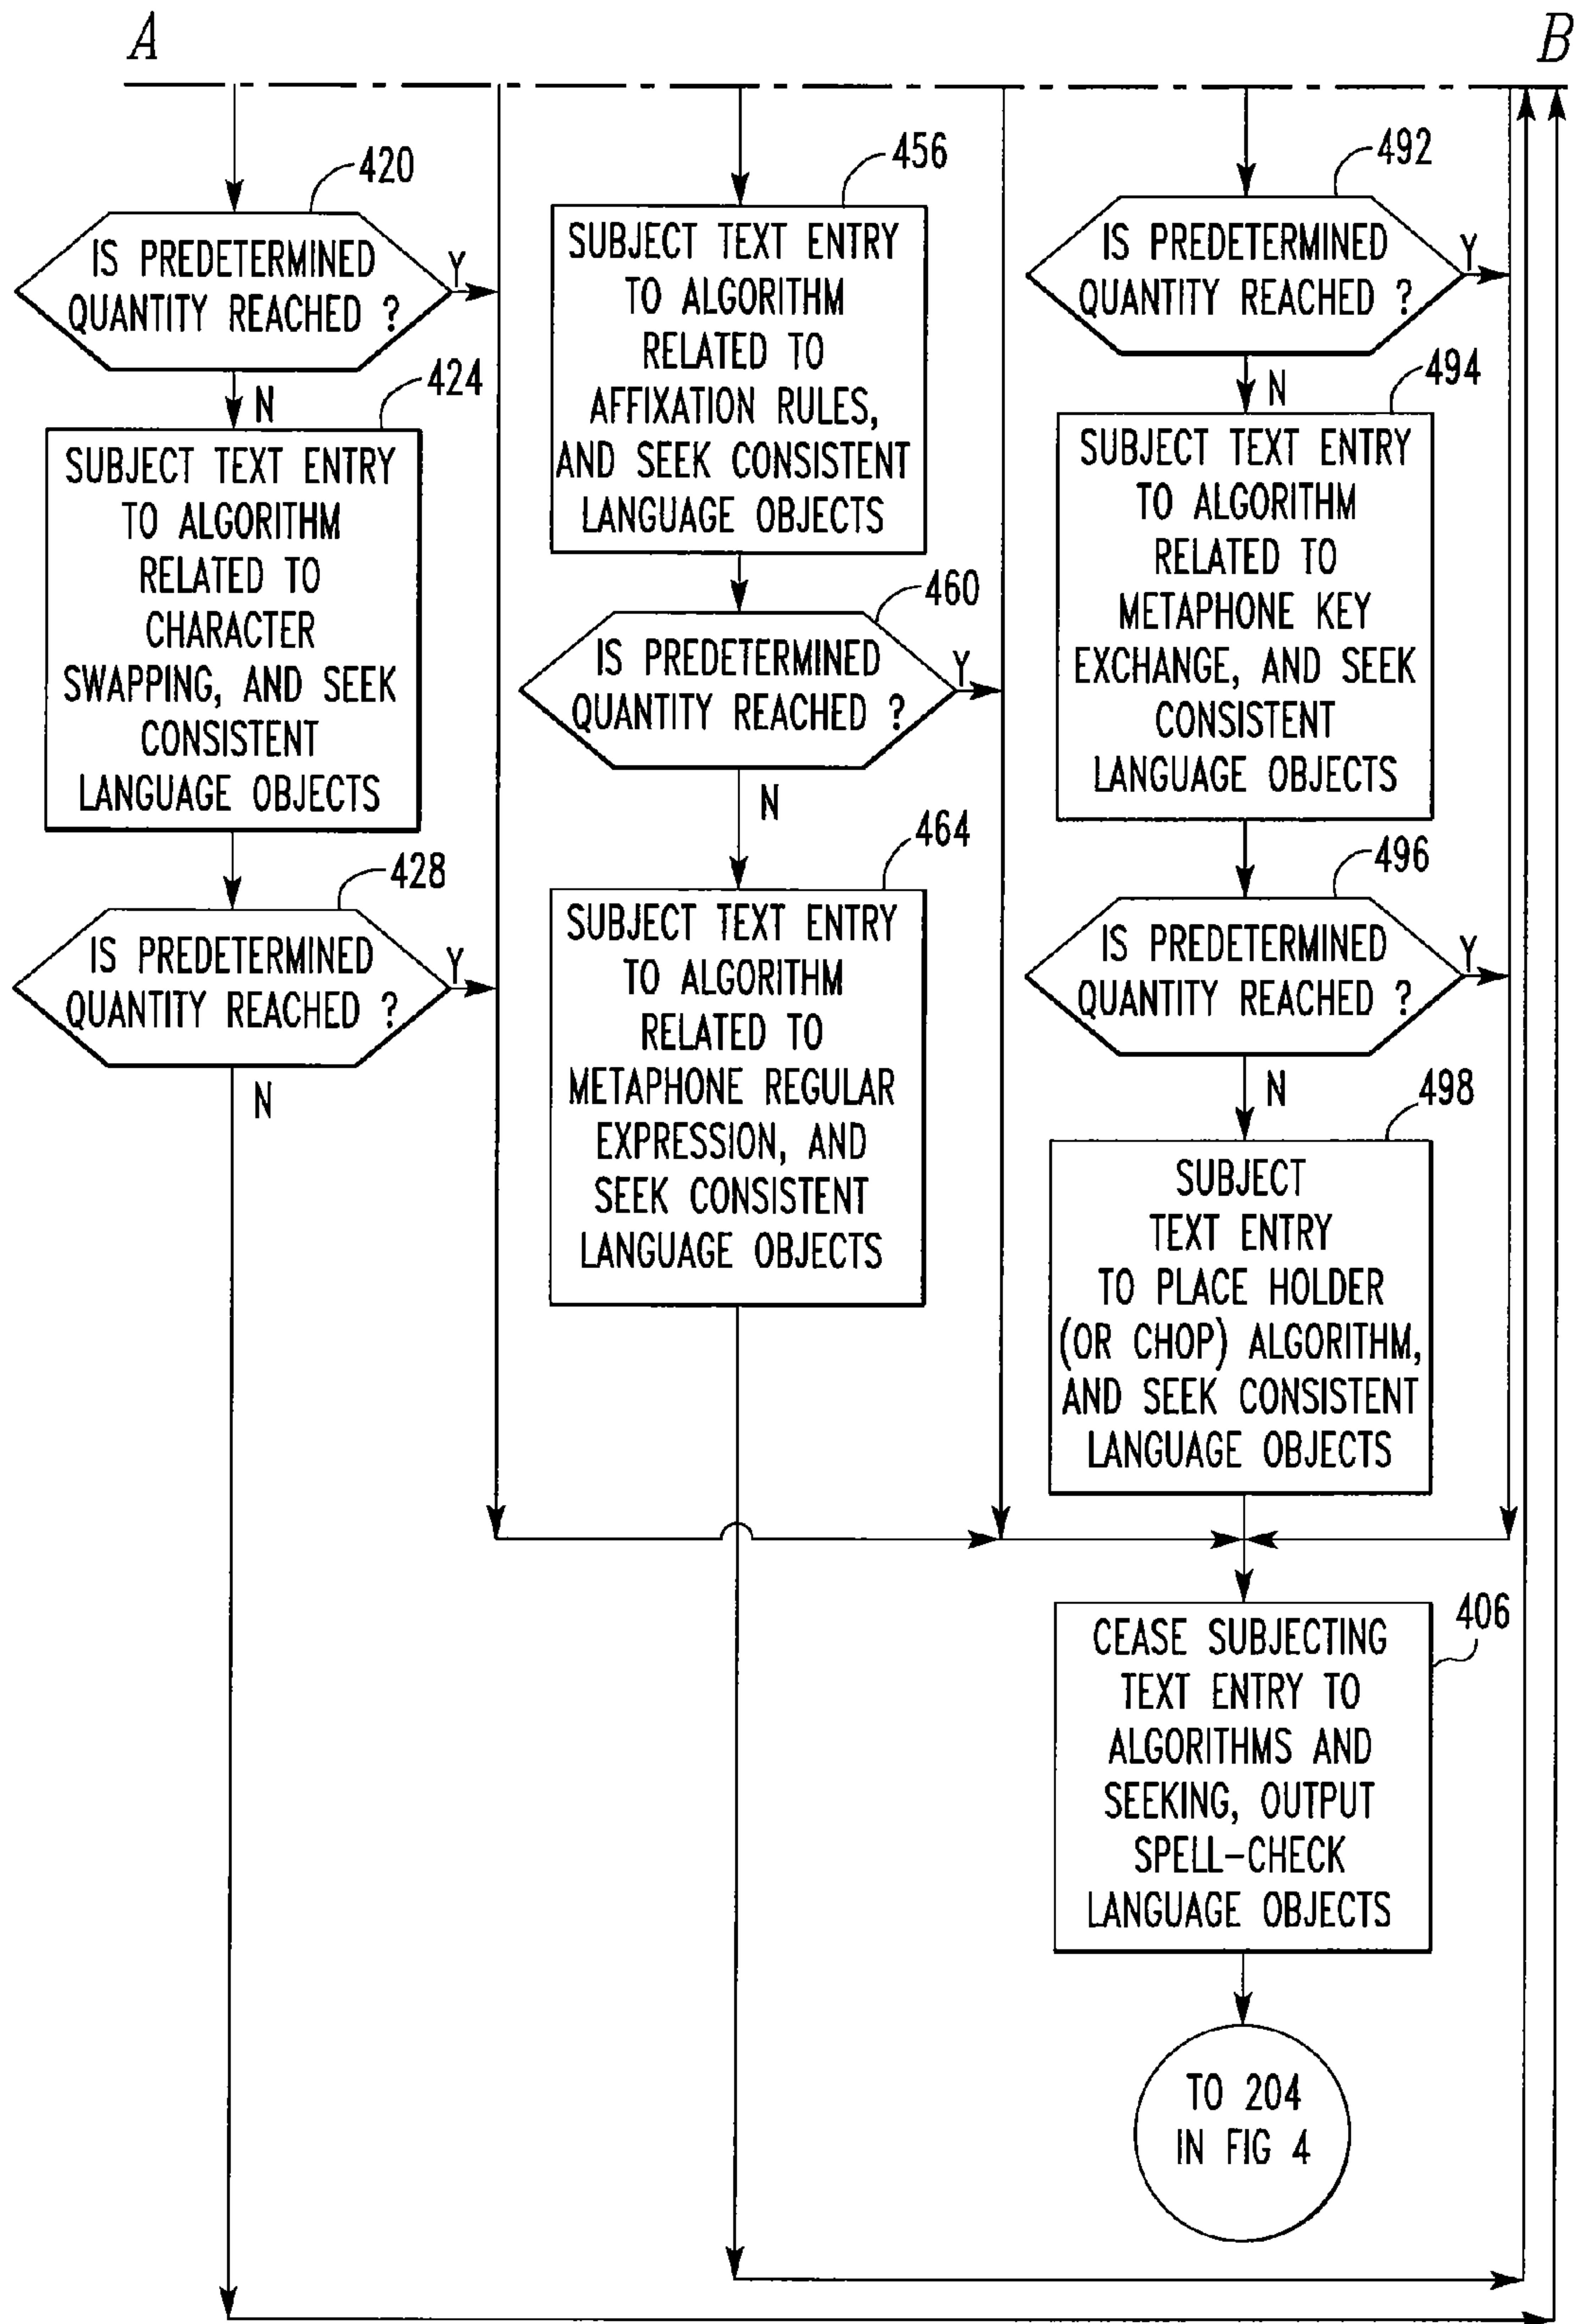 A
B
420
IS PREDETERMINED
QUANTITY REACHED ?
Y
N
424
SUBJECT TEXT ENTRY
TO ALGORITHM
RELATED TO
CHARACTER
SWAPPING, AND SEEK
CONSISTENT
LANGUAGE OBJECTS
428
IS PREDETERMINED
QUANTITY REACHED ?
Y
N
456
SUBJECT TEXT ENTRY
TO ALGORITHM
RELATED TO
AFFIXATION RULES,
AND SEEK CONSISTENT
LANGUAGE OBJECTS
460
IS PREDETERMINED
QUANTITY REACHED ?
Y
N
464
SUBJECT TEXT ENTRY
TO ALGORITHM
RELATED TO
METAPHONE REGULAR
EXPRESSION, AND
SEEK CONSISTENT
LANGUAGE OBJECTS
492
IS PREDETERMINED
QUANTITY REACHED ?
Y
N
494
SUBJECT TEXT ENTRY
TO ALGORITHM
RELATED TO
METAPHONE KEY
EXCHANGE, AND SEEK
CONSISTENT
LANGUAGE OBJECTS
496
IS PREDETERMINED
QUANTITY REACHED ?
Y
N
498
SUBJECT
TEXT ENTRY
TO PLACE HOLDER
(OR CHOP) ALGORITHM,
AND SEEK CONSISTENT
LANGUAGE OBJECTS
406
CEASE SUBJECTING
TEXT ENTRY TO
ALGORITHMS AND
SEEKING, OUTPUT
SPELL-CHECK
LANGUAGE OBJECTS
TO 204
IN FIG 4